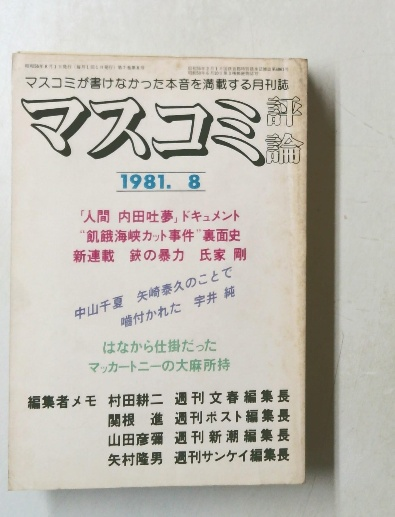 マスコミが書けなかった本音を満載する月刊誌
マスコミ評論
1981. 8
「人間 内田吐夢」ドキュメント
“飢餓海峡カット事件”裏面史
新連載 鋏の暴力 氏家 剛
中山千夏 矢崎泰久のことで
噛付かれた 宇井 純
はなから仕掛だった
マッカートニーの大麻所持
編集者メモ 村田耕二 週刊文春編集長
関根 進 週刊ポスト編集長
山田彦彌 週刊新潮編集長
矢村隆男 週刊サンケイ編集長